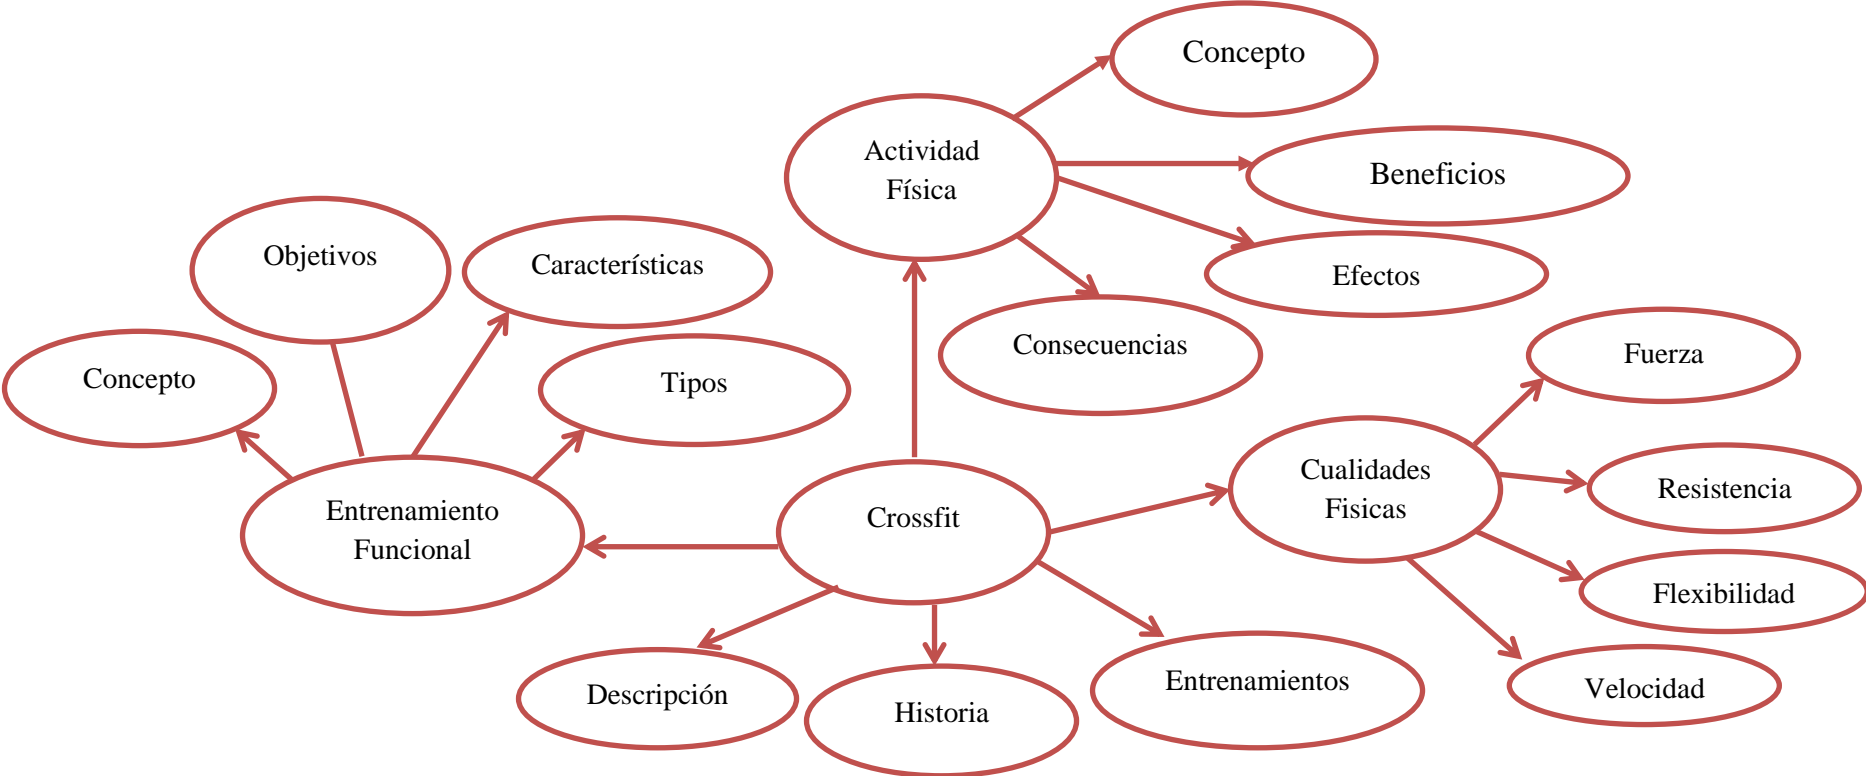 Concepto
Actividad
Física
Beneficios
Objetivos
Características
Efectos
Consecuencias
Concepto
Tipos
Fuerza
Entrenamiento
Funcional
Crossfit
Cualidades
Fisicas
Resistencia
Flexibilidad
Descripción
Historia
Entrenamientos
Velocidad